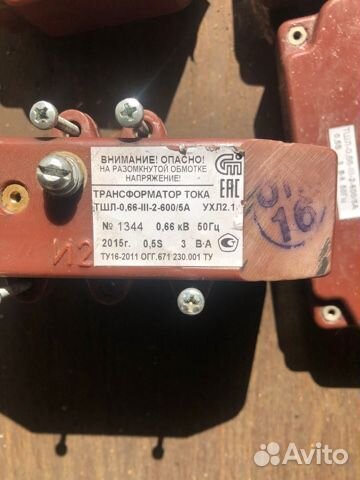 ВНИМАНИЕ! ОПАСНО!
НА РАЗОМКНУТОЙ ОБМОТКЕ
НАПРЯЖЕНИЕ!
ТРАНСФОРМАТОР ТОКА
ТШЛ-0,66-III-2-600/5А УХЛ2.1
№ 1344 0,66 кВ 50Гц
2015г. 0,5S 3 В·А
ТУ16-2011 ОГГ.671 230.001 ТУ
ЕАС
И2
16
Avito